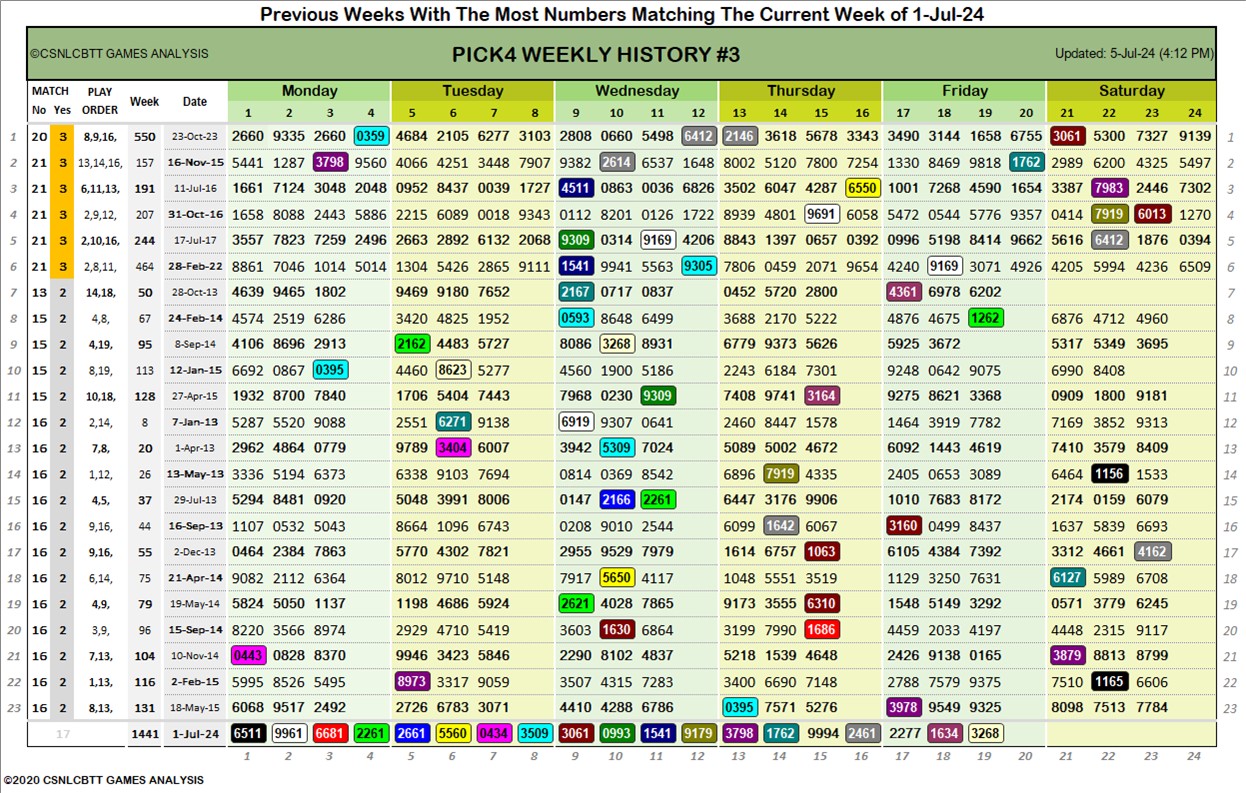 Previous Weeks With The Most Numbers Matching The Current Week of 1-Jul-24
©CSNLCBTT GAMES ANALYSIS PICK4 WEEKLY HISTORY #3 Updated: 5-Jul-24 (4:12 PM)
MATCH PLAY Week Date Monday Tuesday Wednesday Thursday Friday Saturday
No Yes ORDER 1 2 3 4 5 6 7 8 9 10 11 12 13 14 15 16 17 18 19 20 21 22 23 24
1 20 3 8,9,16, 550 23-Oct-23 2660 9335 2660 0359 4684 2105 6277 3103 2808 0660 5498 6412 2146 3618 5678 3343 3490 3144 1658 6755 3061 5300 7327 9139 1
2 21 3 13,14,16, 157 16-Nov-15 5441 1287 3798 9560 4066 4251 3448 7907 9382 2614 6537 1648 8002 5120 7800 7254 1330 8469 9818 1762 2989 6200 4325 5497 2
3 21 3 6,11,13, 191 11-Jul-16 1661 7124 3048 2048 0952 8437 0039 1727 4511 0863 0036 6826 3502 6047 4287 6550 1001 7268 4590 1654 3387 7983 2446 7302 3
4 21 3 2,9,12, 207 31-Oct-16 1658 8088 2443 5886 2215 6089 0018 9343 0112 8201 0126 1722 8939 4801 9691 6058 5472 0544 5776 9357 0414 7919 6013 1270 4
5 21 3 2,10,16, 244 17-Jul-17 3557 7823 7259 2496 2663 2892 6132 2068 9309 0314 9169 4206 8843 1397 0657 0392 0996 5198 8414 9662 5616 6412 1876 0394 5
6 21 3 2,8,11, 464 28-Feb-22 8861 7046 1014 5014 1304 5426 2865 9111 1541 9941 5563 9305 7806 0459 2071 9654 4240 9169 3071 4926 4205 5994 4236 6509 6
7 13 2 14,18, 50 28-Oct-13 4639 9465 1802 9469 9180 7652 2167 0717 0837 0452 5720 2800 4361 6978 6202 7
8 15 2 4,8, 67 24-Feb-14 4574 2519 6286 3420 4825 1952 0593 8648 6499 3688 2170 5222 4876 4675 1262 6876 4712 4960 8
9 15 2 4,19, 95 8-Sep-14 4106 8696 2913 2162 4483 5727 8086 3268 8931 6779 9373 5626 5925 3672 5317 5349 3695 9
10 15 2 8,19, 113 12-Jan-15 6692 0867 0395 4460 8623 5277 4560 1900 5186 2243 6184 7301 9248 0642 9075 6990 8408 10
11 15 2 10,18, 128 27-Apr-15 1932 8700 7840 1706 5404 7443 7968 0230 9309 7408 9741 3164 9275 8621 3368 0909 1800 9181 11
12 16 2 2,14, 8 7-Jan-13 5287 5520 9088 2551 6271 9138 6919 9307 0641 2460 8447 1578 1464 3919 7782 7169 3852 9313 12
13 16 2 7,8, 20 1-Apr-13 2962 4864 0779 9789 3404 6007 3942 5309 7024 5089 5002 4672 6092 1443 4619 7410 3579 8409 13
14 16 2 1,12, 26 13-May-13 3336 5194 6373 6338 9103 7694 0814 0369 8542 6896 7919 4335 2405 0653 3089 6464 1156 1533 14
15 16 2 4,5, 37 29-Jul-13 5294 8481 0920 5048 3991 8006 0147 2166 2261 6447 3176 9906 1010 7683 8172 2174 0159 6079 15
16 16 2 9,16, 44 16-Sep-13 1107 0532 5043 8664 1096 6743 0208 9010 2544 6099 1642 6067 3160 0499 8437 1637 5839 6693 16
17 16 2 9,16, 55 2-Dec-13 0464 2384 7863 5770 4302 7821 2955 9529 7979 1614 6757 1063 6105 4384 7392 3312 4661 4162 17
18 16 2 6,14, 75 21-Apr-14 9082 2112 6364 8012 9710 5148 7917 5650 4117 1048 5551 3519 1129 3250 7631 6127 5989 6708 18
19 16 2 4,9, 79 19-May-14 5824 5050 1137 1198 4686 5924 2621 4028 7865 9173 3555 6310 1548 5149 3292 0571 3779 6245 19
20 16 2 3,9, 96 15-Sep-14 8220 3566 8974 2929 4710 5419 3603 1630 6864 3199 7990 1686 4459 2033 4197 4448 2315 9117 20
21 16 2 7,13, 104 10-Nov-14 0443 0828 8370 9946 3423 5846 2290 8102 4837 5218 1539 4648 2426 9183 0165 3879 8813 8799 21
22 16 2 1,13, 116 2-Feb-15 5995 8526 5495 8973 3317 9059 3507 4315 7283 3400 6690 7148 2788 7579 9375 7510 1165 6606 22
23 16 2 8,13, 131 18-May-15 6068 9517 2492 2726 6783 3071 4410 4288 6786 0395 7571 5276 3978 9549 9325 8098 7513 7784 23
17 1441 1-Jul-24 6511 9961 6681 2261 2661 5560 0434 3509 3061 0993 1541 9179 3798 1762 9994 2461 2277 1634 3268
1 2 3 4 5 6 7 8 9 10 11 12 13 14 15 16 17 18 19 20 21 22 23 24
©2020 CSNLCBTT GAMES ANALYSIS